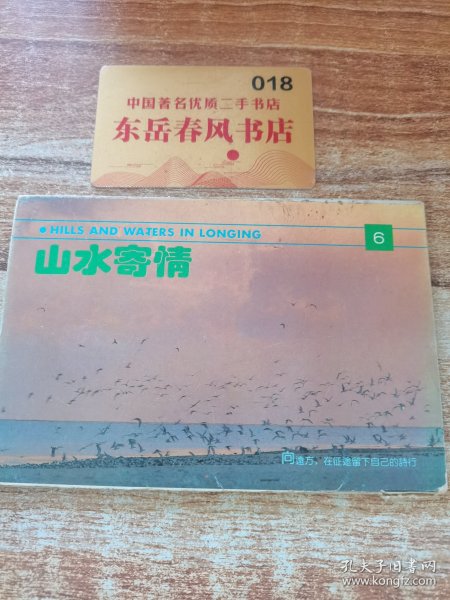 018
中国著名优质二手书店
东岳春风书店
HILLS AND WATERS IN LONGING
6
山水寄情
向遠方，在征途留下自己的詩行
孔夫子旧书网
www.kongfz.com